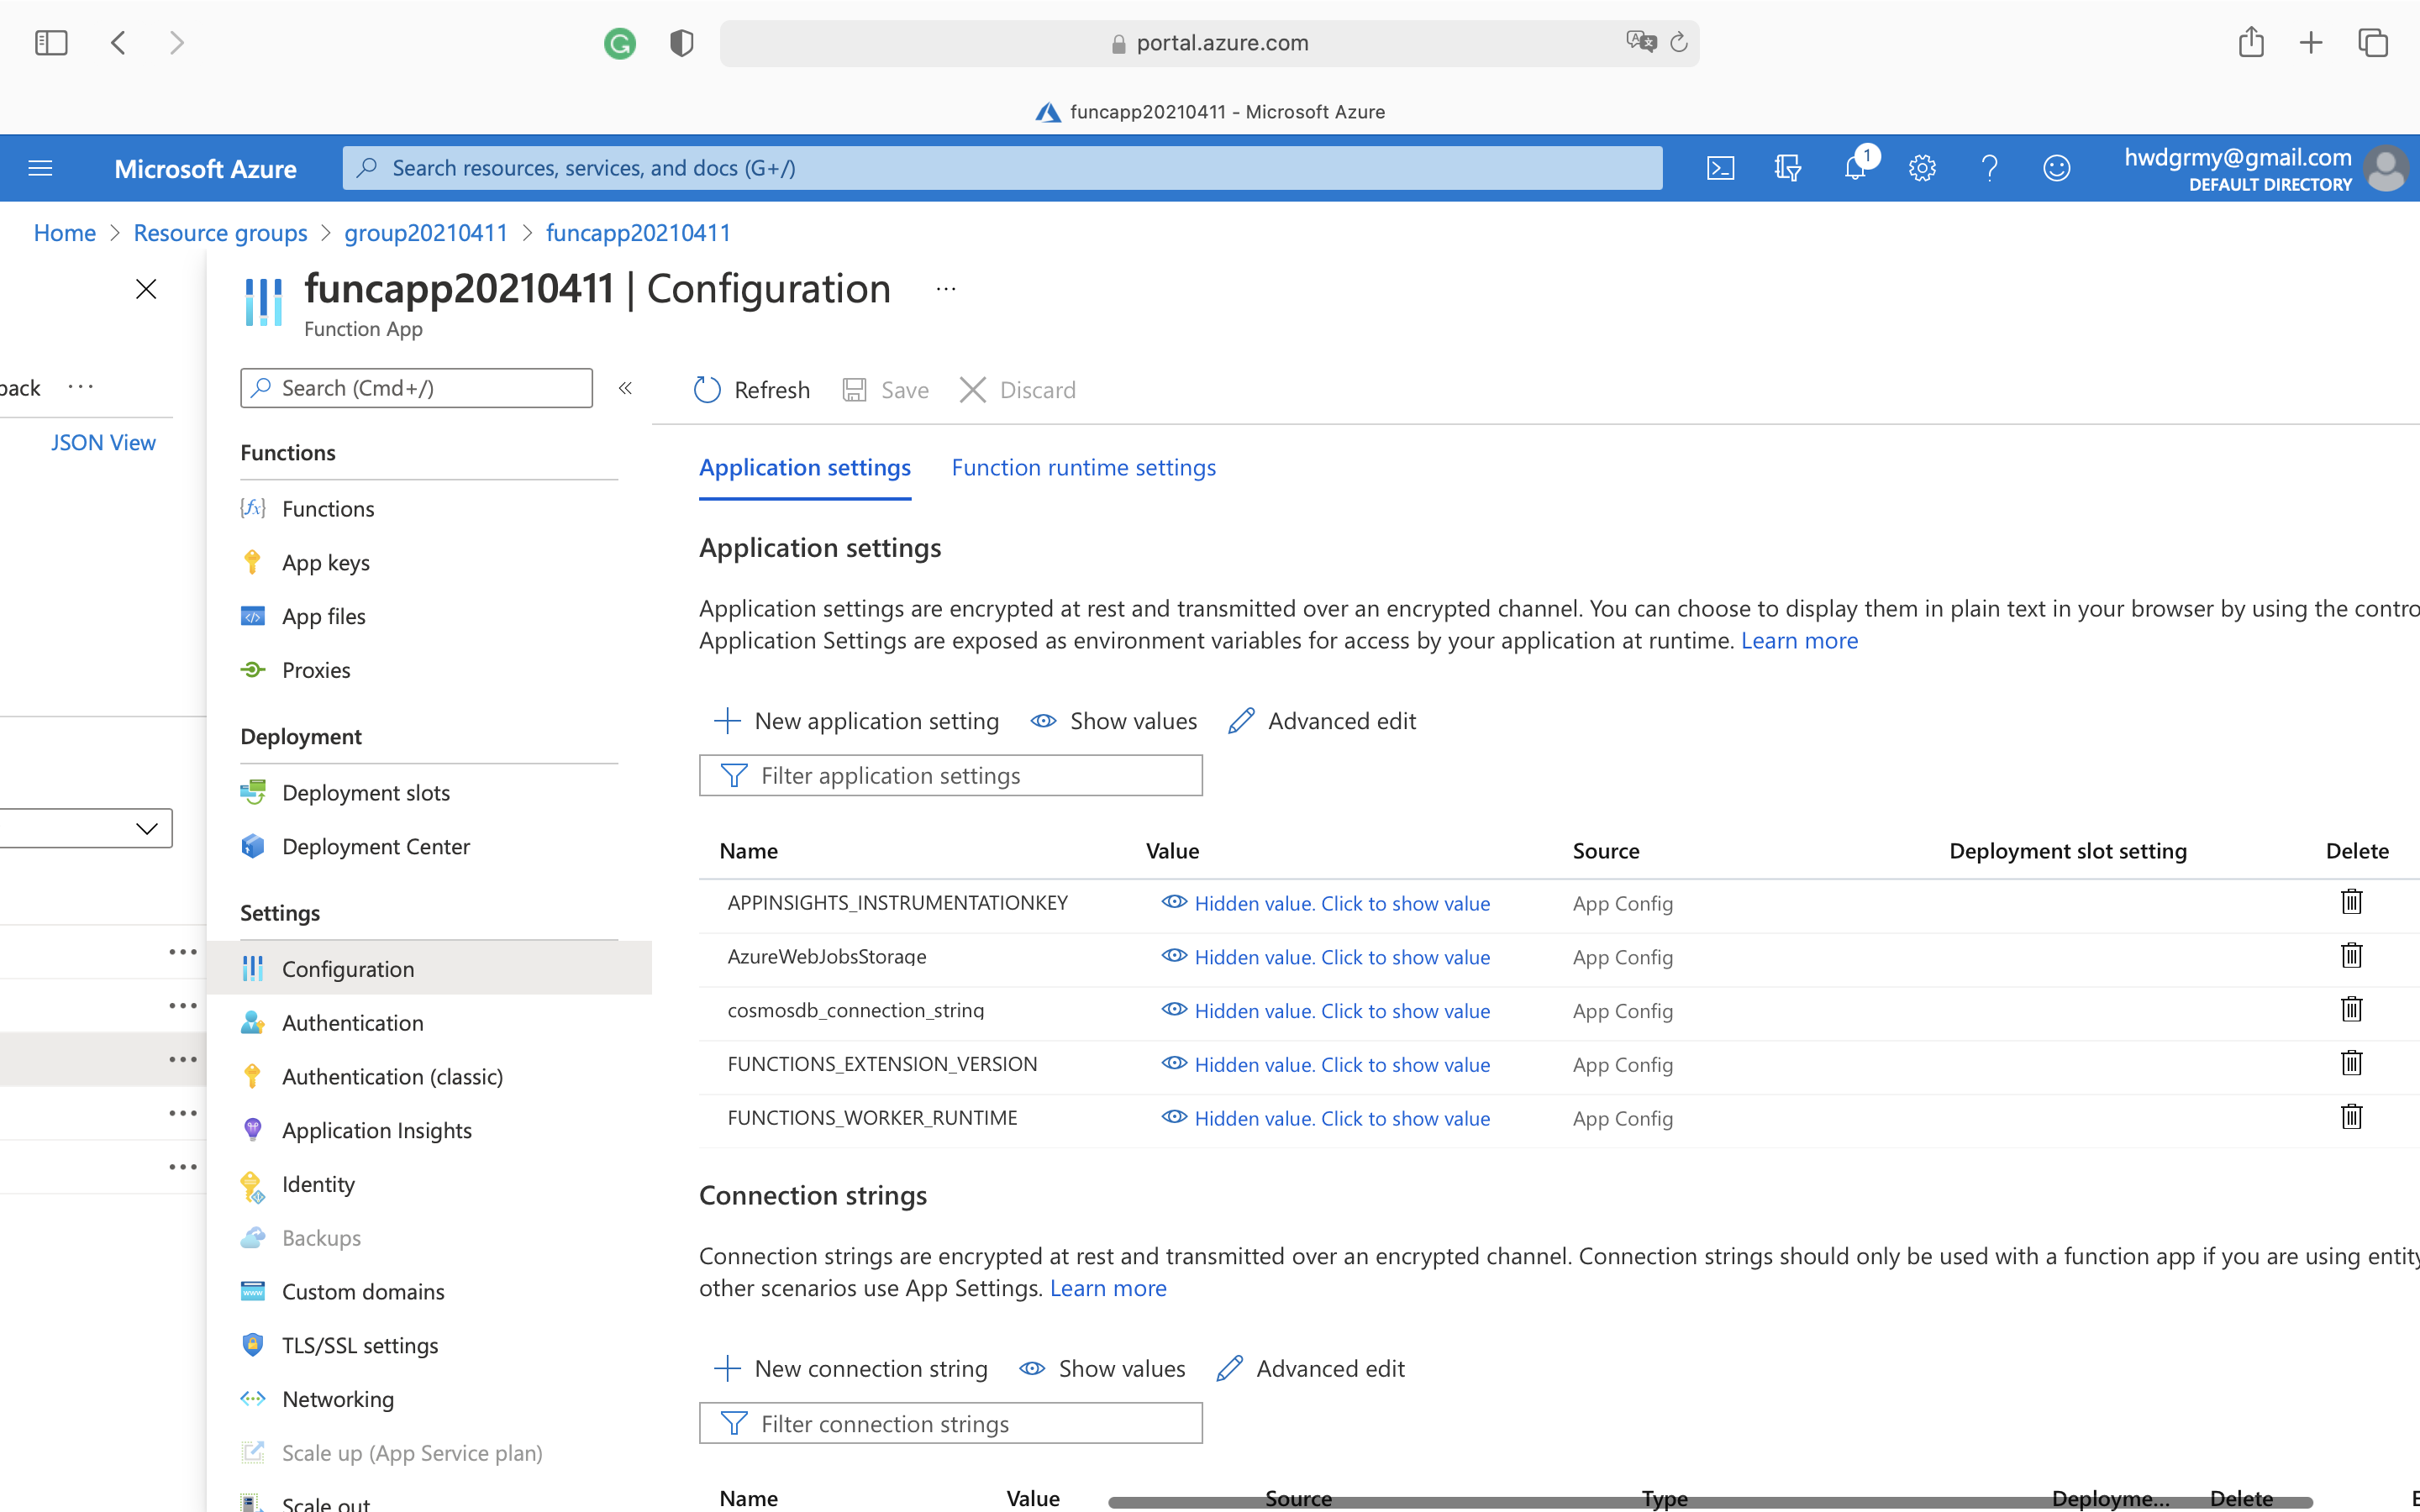 portal.azure.com
funcapp20210411 - Microsoft Azure
Microsoft Azure
Search resources, services, and docs (G+/)
1
hwdgrmy@gmail.com
DEFAULT DIRECTORY
Home > Resource groups > group20210411 > funcapp20210411
funcapp20210411 | Configuration ...
Function App
back ...
JSON View
Search (Cmd+/)
«
Functions
Functions
App keys
App files
Proxies
Deployment
Deployment slots
Deployment Center
Settings
Configuration
Authentication
Authentication (classic)
Application Insights
Identity
Backups
Custom domains
TLS/SSL settings
Networking
Scale up (App Service plan)
Scale out
Refresh Save Discard
Application settings Function runtime settings
Application settings
Application settings are encrypted at rest and transmitted over an encrypted channel. You can choose to display them in plain text in your browser by using the contro
Application Settings are exposed as environment variables for access by your application at runtime. Learn more
New application setting Show values Advanced edit
Filter application settings
Name Value Source Deployment slot setting Delete
APPINSIGHTS_INSTRUMENTATIONKEY Hidden value. Click to show value App Config
AzureWebJobsStorage Hidden value. Click to show value App Config
cosmosdb_connection_string Hidden value. Click to show value App Config
FUNCTIONS_EXTENSION_VERSION Hidden value. Click to show value App Config
FUNCTIONS_WORKER_RUNTIME Hidden value. Click to show value App Config
Connection strings
Connection strings are encrypted at rest and transmitted over an encrypted channel. Connection strings should only be used with a function app if you are using entity
other scenarios use App Settings. Learn more
New connection string Show values Advanced edit
Filter connection strings
Name Value Source Type Deployme... Delete